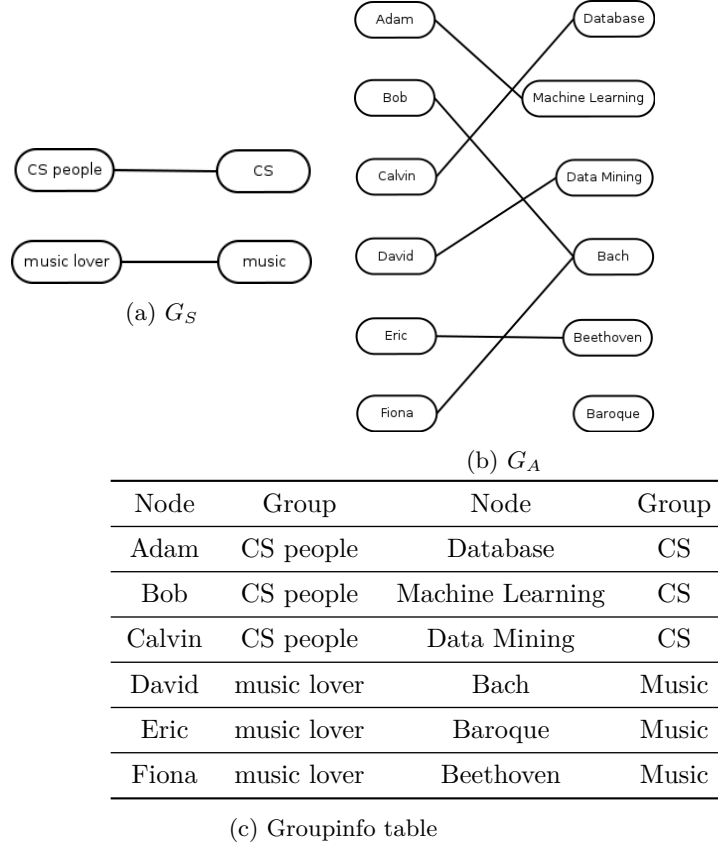 CS people
CS
music lover
music
(a) G_S
Adam
Database
Bob
Machine Learning
Calvin
Data Mining
David
Bach
Eric
Beethoven
Fiona
Baroque
(b) G_A
Node Group Node Group
Adam CS people Database CS
Bob CS people Machine Learning CS
Calvin CS people Data Mining CS
David music lover Bach Music
Eric music lover Baroque Music
Fiona music lover Beethoven Music
(c) Groupinfo table